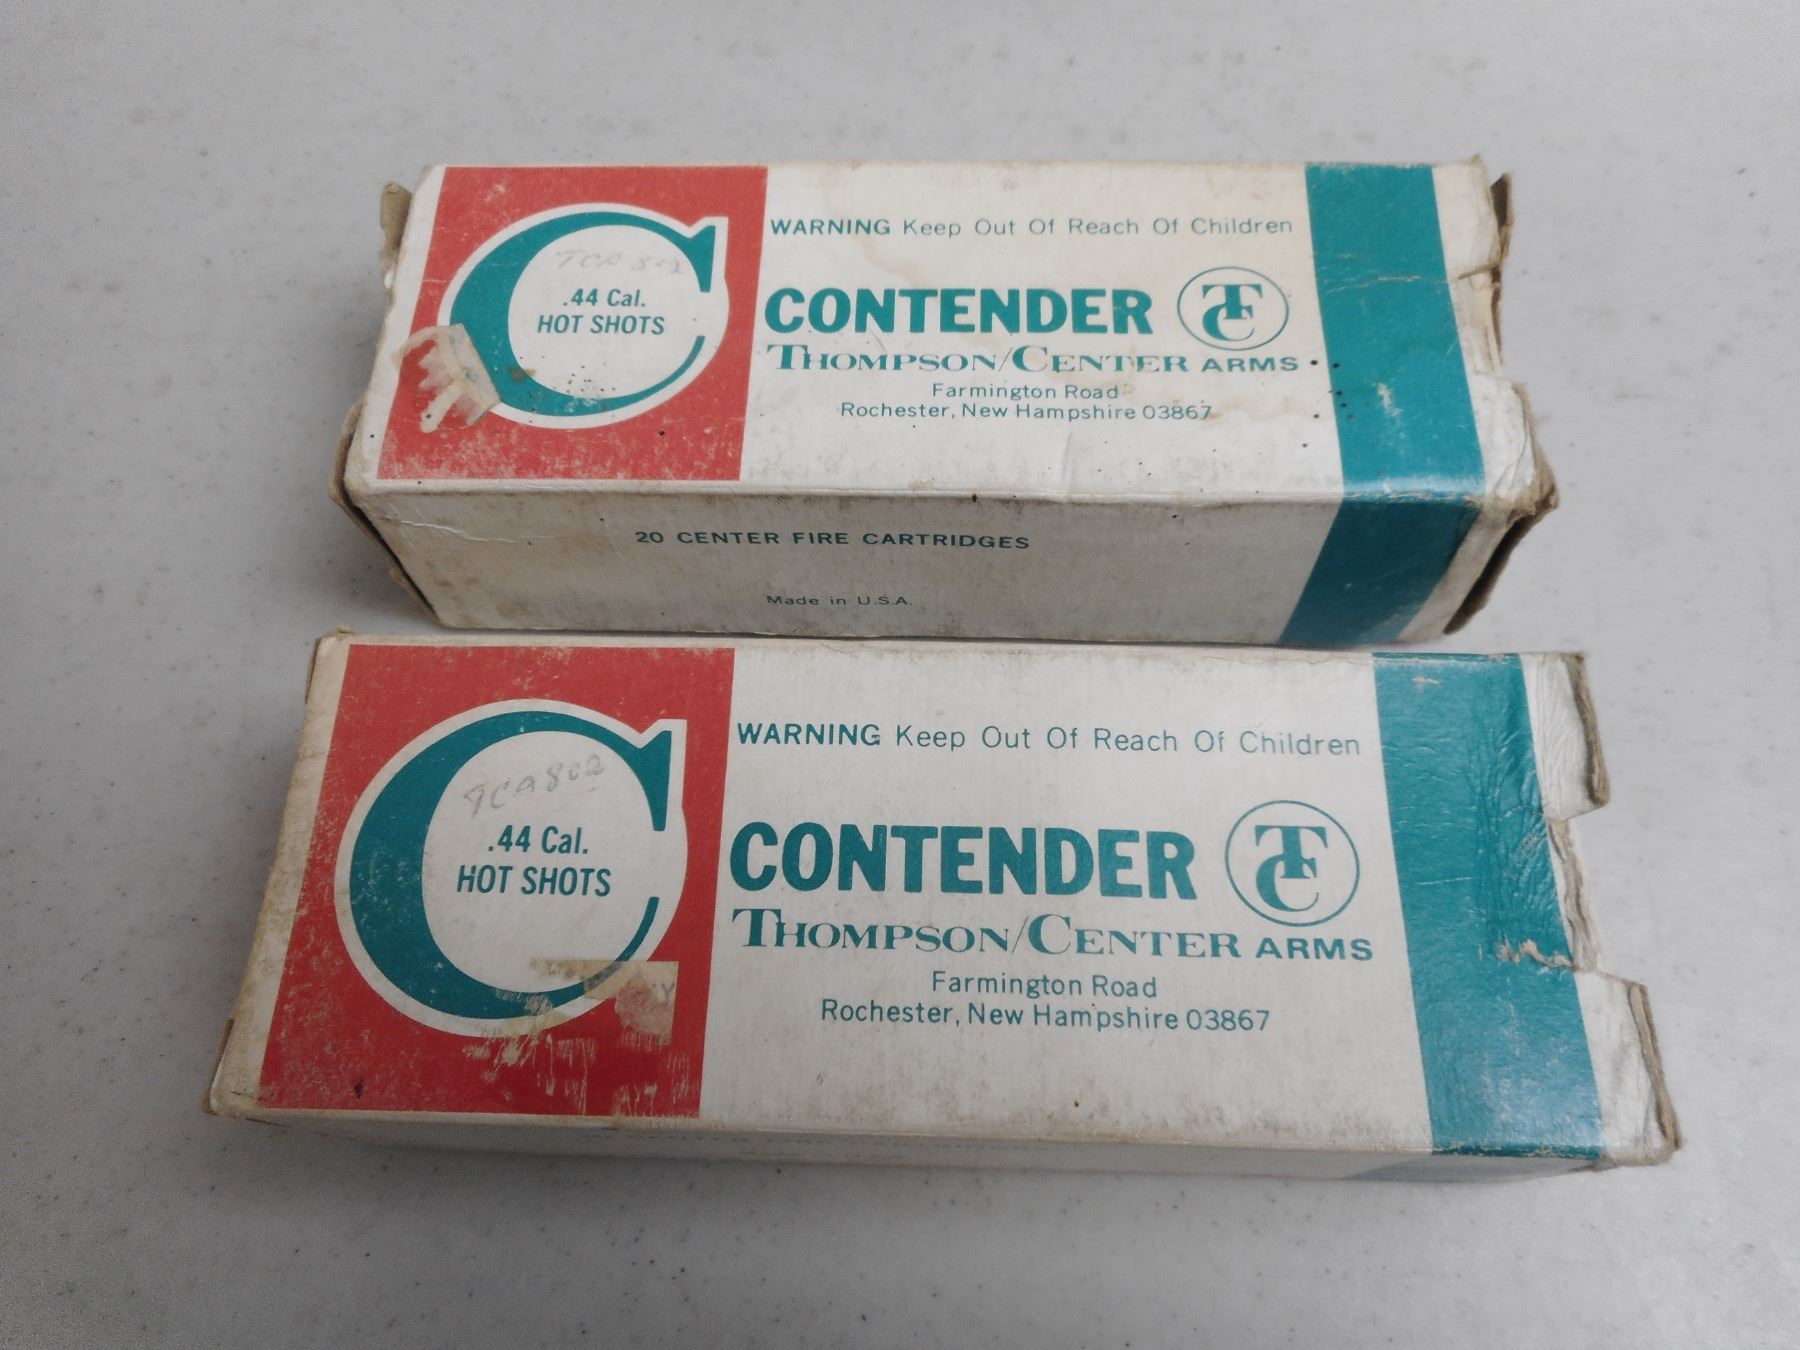 WARNING Keep Out Of Reach Of Children
TCA 802
.44 Cal.
HOT SHOTS
C
CONTENDER TC
THOMPSON/CENTER ARMS
Farmington Road
Rochester, New Hampshire 03867
20 CENTER FIRE CARTRIDGES
Made in U.S.A.
WARNING Keep Out Of Reach Of Children
TCA802
.44 Cal.
HOT SHOTS
C
CONTENDER TC
THOMPSON/CENTER ARMS
Farmington Road
Rochester, New Hampshire 03867